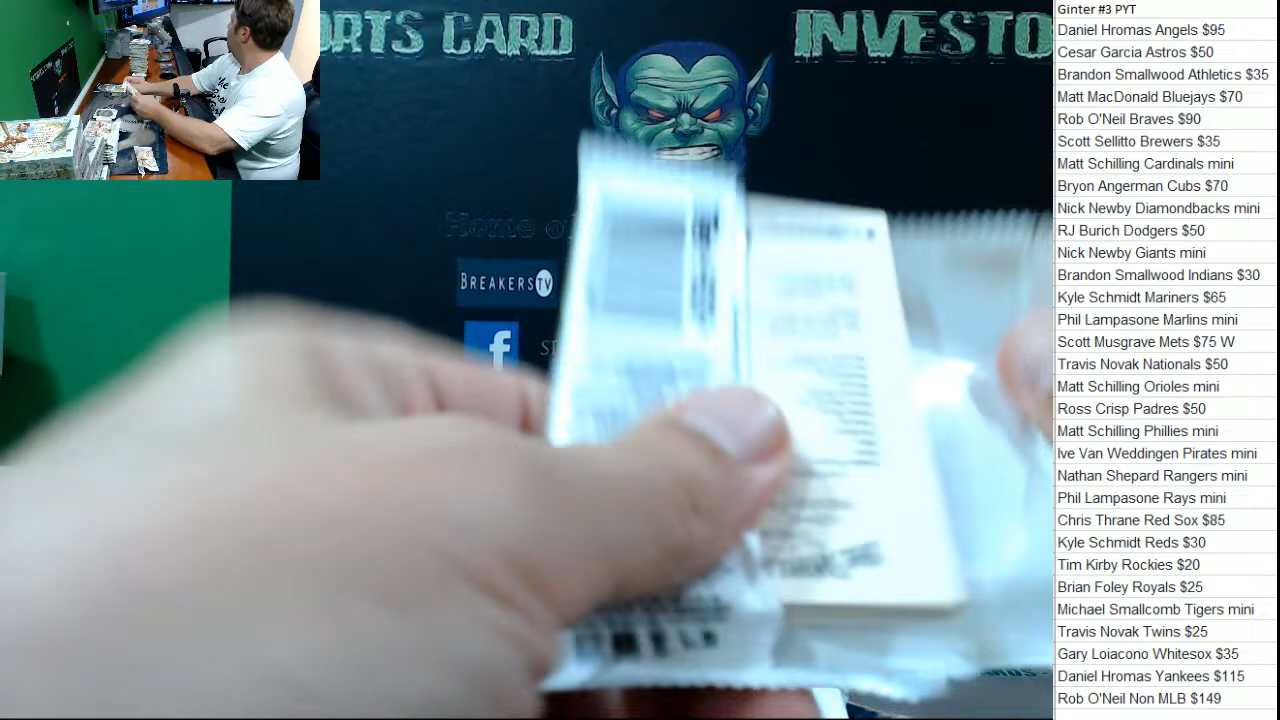 ORTS CARD
INVESTO
Home of
BREAKERSTV
f
Ginter #3 PYT
Daniel Hromas Angels $95
Cesar Garcia Astros $50
Brandon Smallwood Athletics $35
Matt MacDonald Bluejays $70
Rob O'Neil Braves $90
Scott Sellitto Brewers $35
Matt Schilling Cardinals mini
Bryon Angerman Cubs $70
Nick Newby Diamondbacks mini
RJ Burich Dodgers $50
Nick Newby Giants mini
Brandon Smallwood Indians $30
Kyle Schmidt Mariners $65
Phil Lampasone Marlins mini
Scott Musgrave Mets $75 W
Travis Novak Nationals $50
Matt Schilling Orioles mini
Ross Crisp Padres $50
Matt Schilling Phillies mini
Ive Van Weddingen Pirates mini
Nathan Shepard Rangers mini
Phil Lampasone Rays mini
Chris Thrane Red Sox $85
Kyle Schmidt Reds $30
Tim Kirby Rockies $20
Brian Foley Royals $25
Michael Smallcomb Tigers mini
Travis Novak Twins $25
Gary Loiacono Whitesox $35
Daniel Hromas Yankees $115
Rob O'Neil Non MLB $149